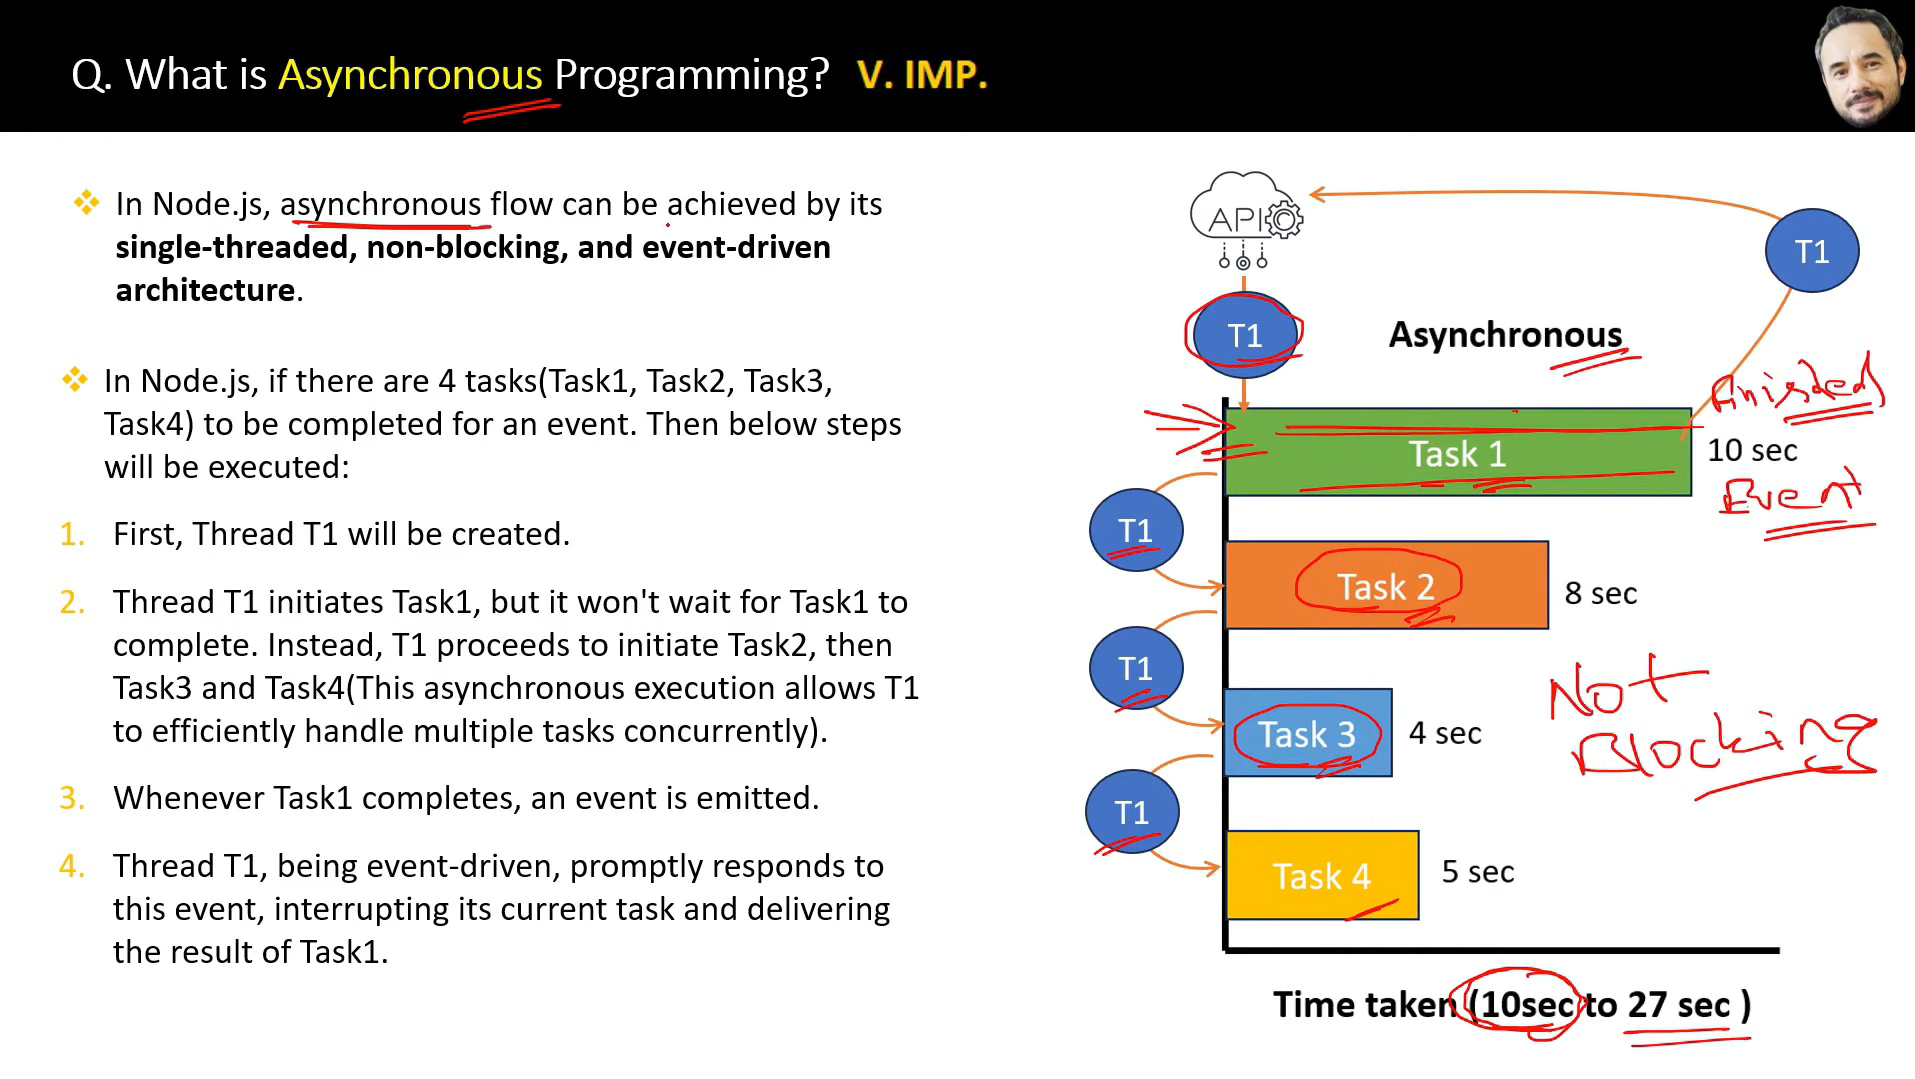 Q. What is Asynchronous Programming? V. IMP.
In Node.js, asynchronous flow can be achieved by its
single-threaded, non-blocking, and event-driven
architecture.
In Node.js, if there are 4 tasks(Task1, Task2, Task3,
Task4) to be completed for an event. Then below steps
will be executed:
1. First, Thread T1 will be created.
2. Thread T1 initiates Task1, but it won't wait for Task1 to
complete. Instead, T1 proceeds to initiate Task2, then
Task3 and Task4(This asynchronous execution allows T1
to efficiently handle multiple tasks concurrently).
3. Whenever Task1 completes, an event is emitted.
4. Thread T1, being event-driven, promptly responds to
this event, interrupting its current task and delivering
the result of Task1.
API
T1
T1
Asynchronous
Finished
Task 1
10 sec
Event
T1
Task 2
8 sec
T1
Task 3
4 sec
Not
Blocking
T1
Task 4
5 sec
Time taken (10sec to 27 sec )